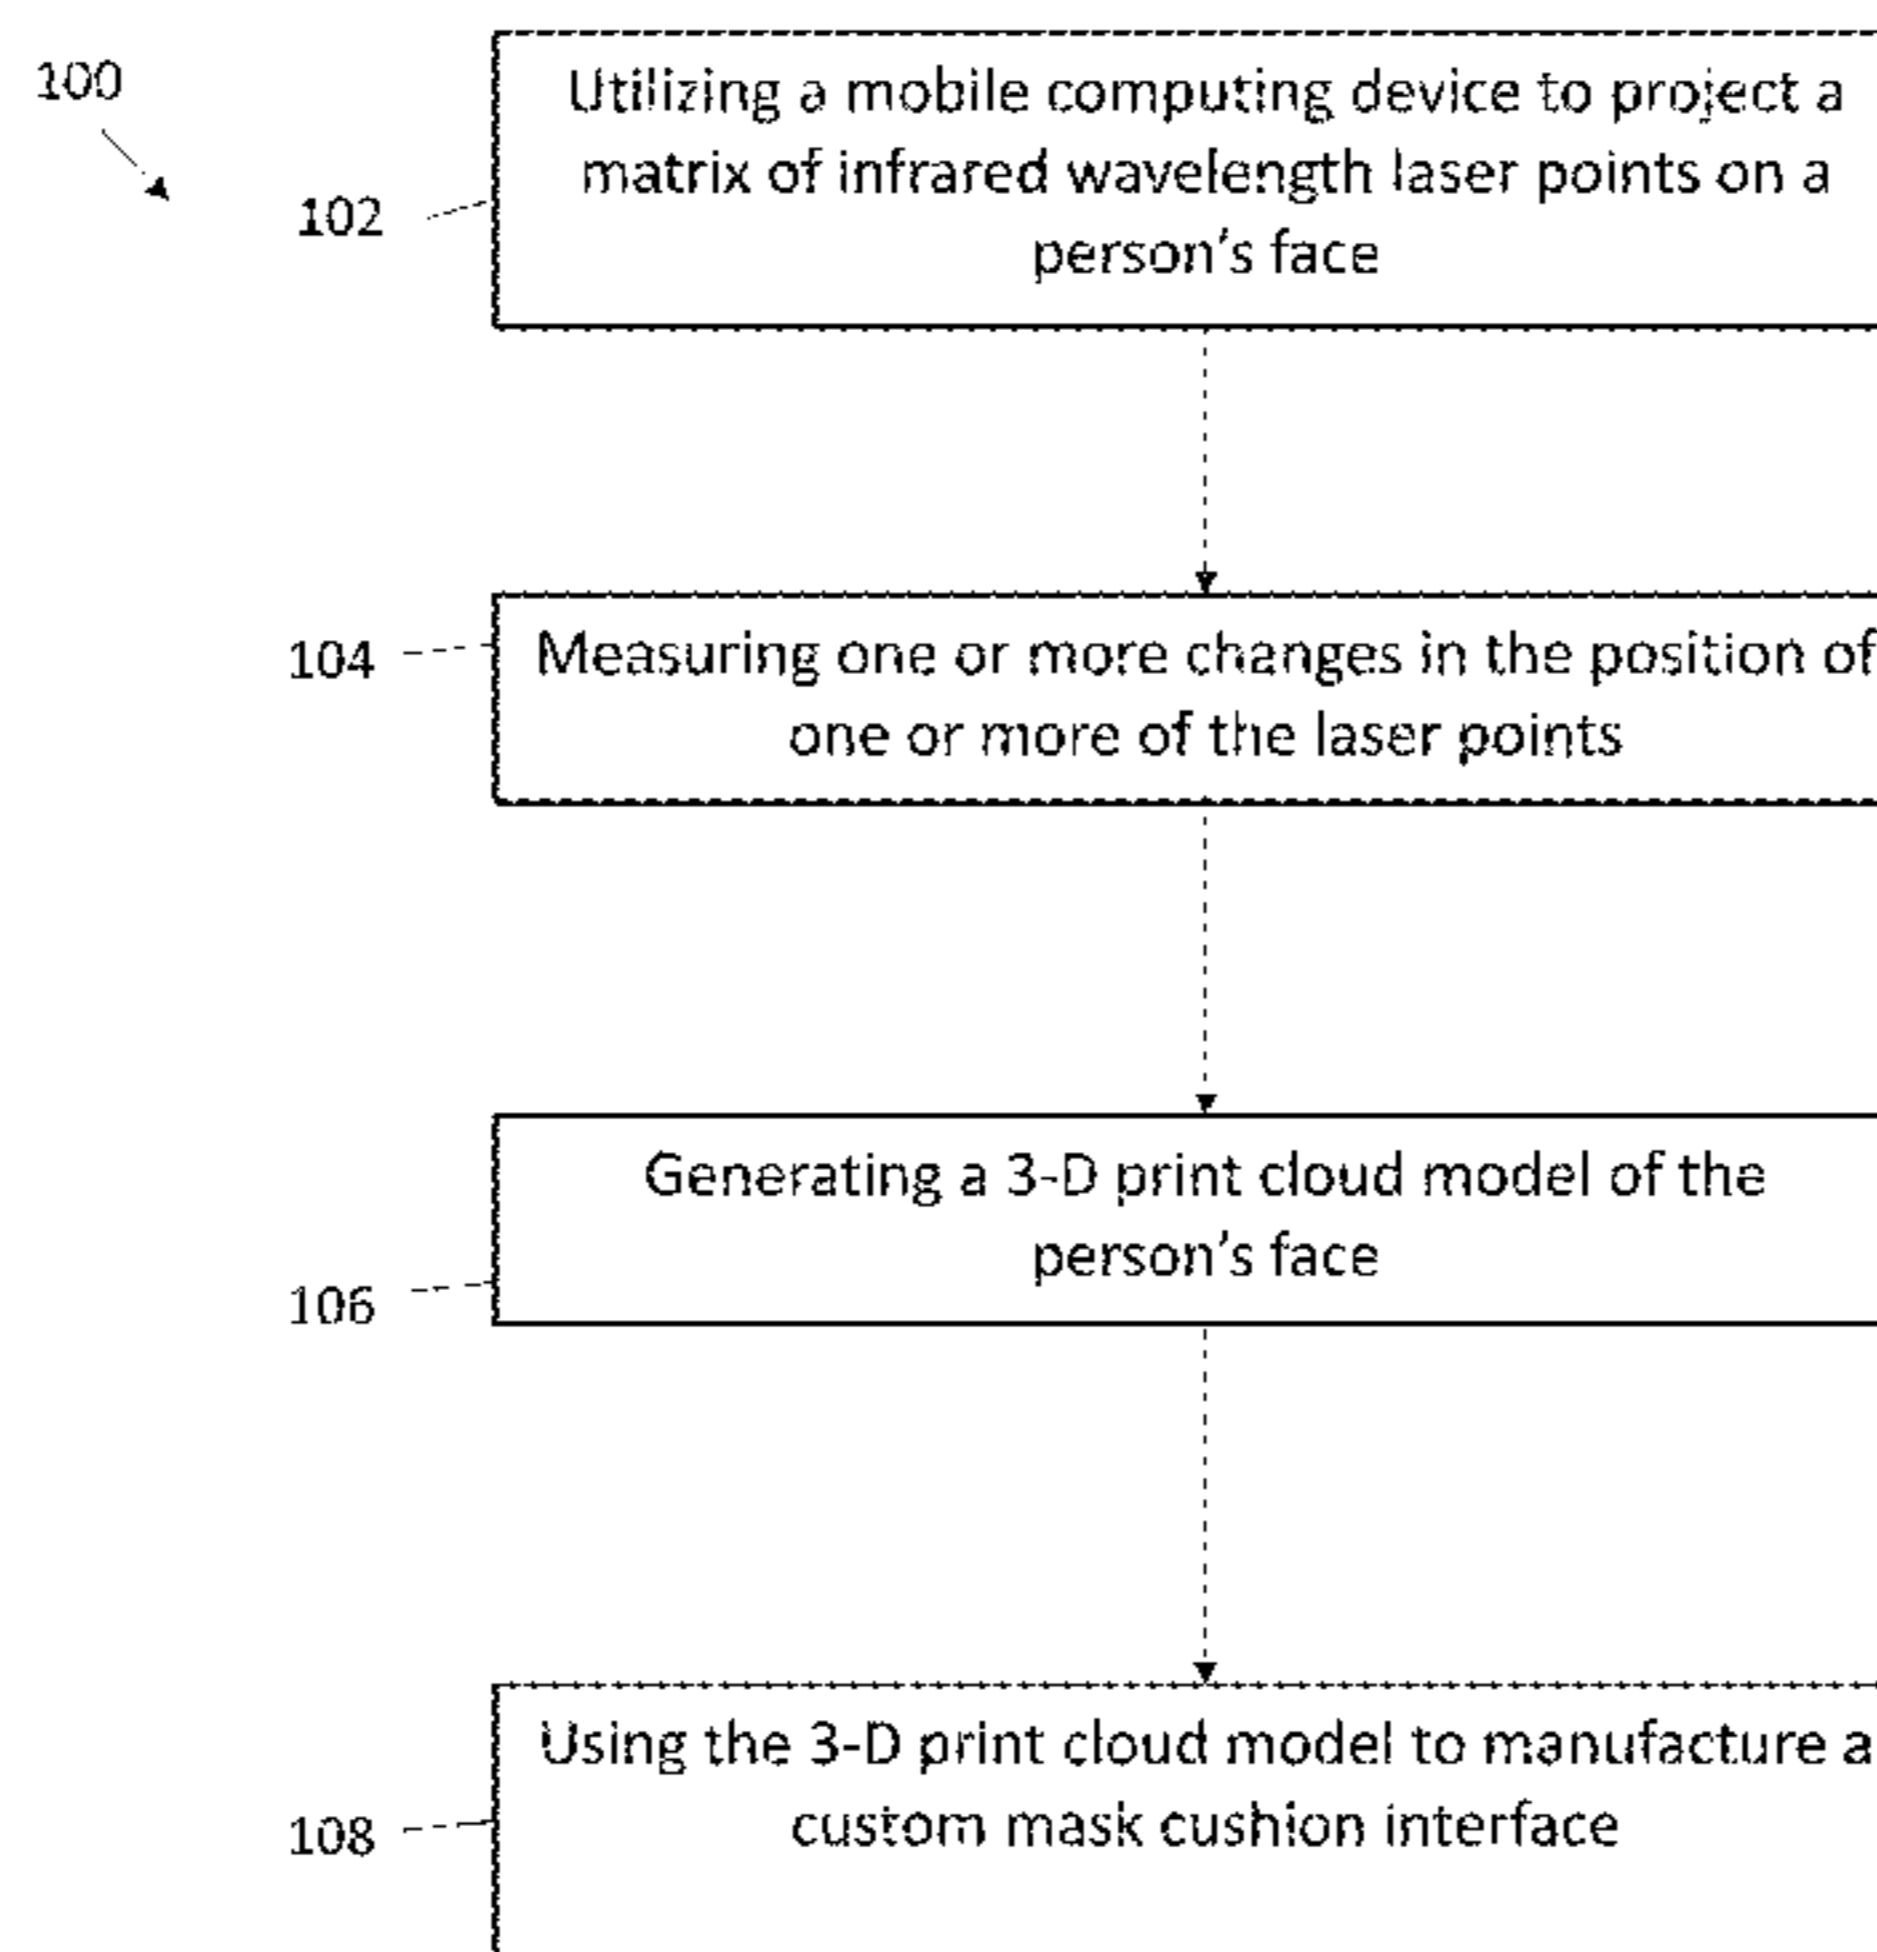 100
Utilizing a mobile computing device to project a
matrix of infrared wavelength laser points on a
person's face
102
Measuring one or more changes in the position of
one or more of the laser points
104
Generating a 3-D print cloud model of the
person's face
106
Using the 3-D print cloud model to manufacture a
custom mask cushion interface
108